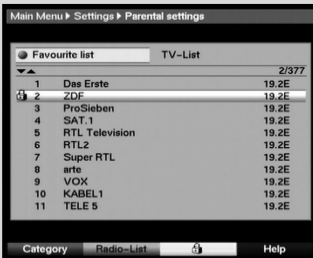 Main Menu ▸ Settings ▸ Parental settings
Favourite list TV-List
2/377
1 Das Erste 19.2E
2 ZDF 19.2E
3 ProSieben 19.2E
4 SAT.1 19.2E
5 RTL Television 19.2E
6 RTL2 19.2E
7 Super RTL 19.2E
8 arte 19.2E
9 VOX 19.2E
10 KABEL1 19.2E
11 TELE 5 19.2E
Category Radio-List Help